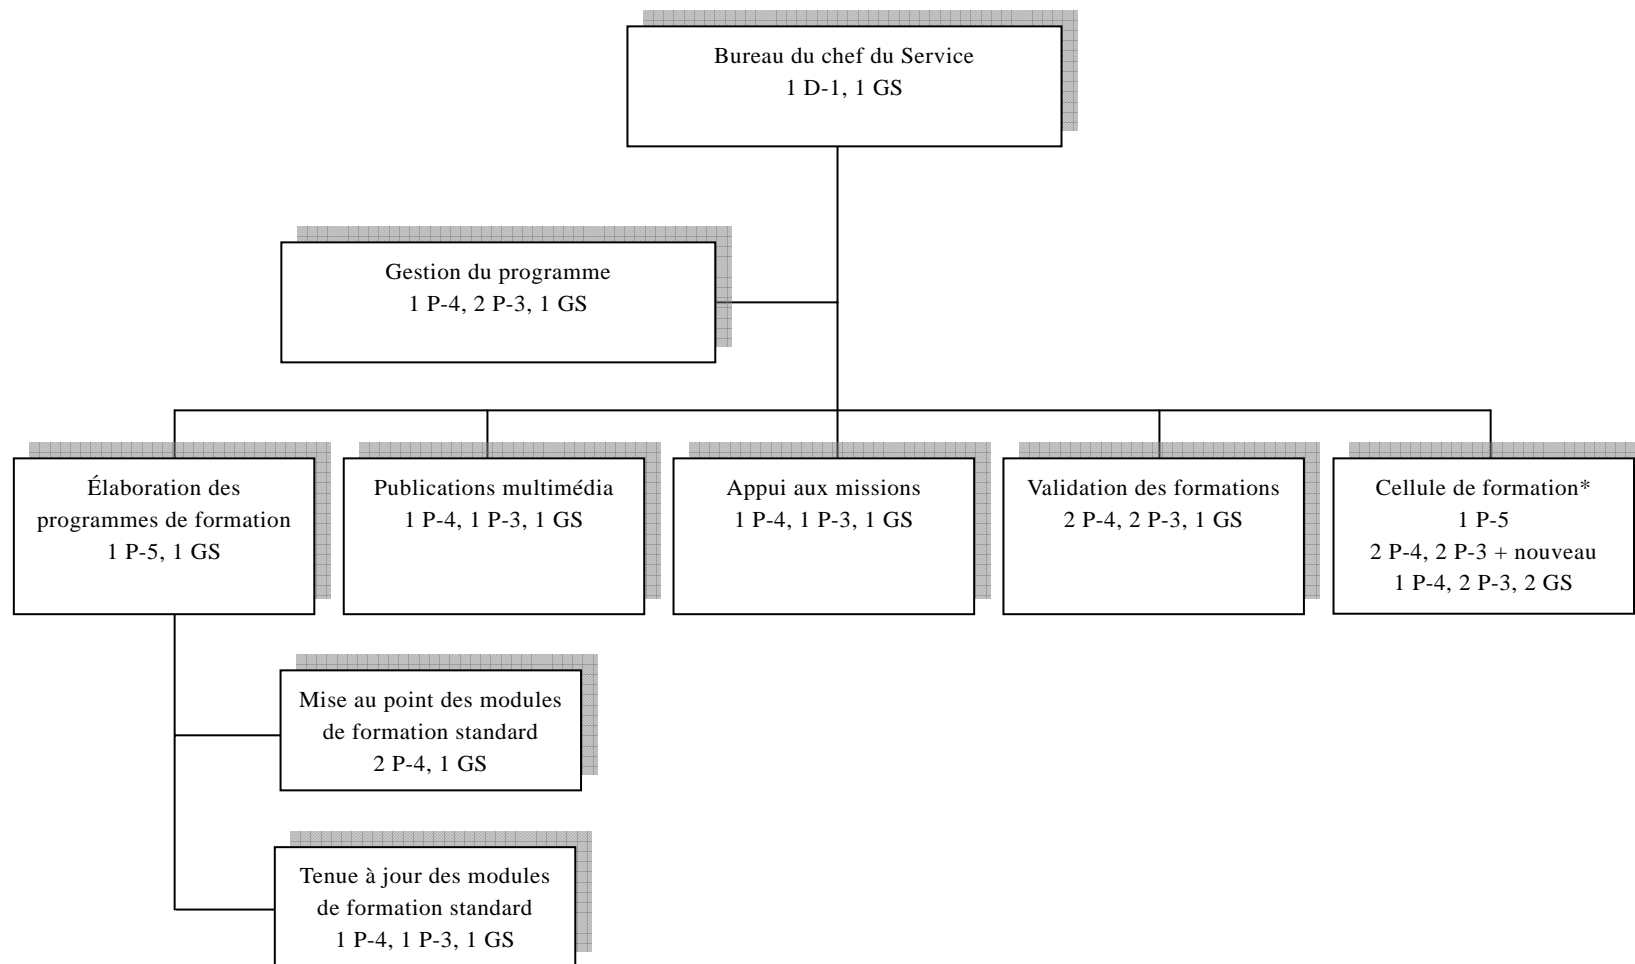 Bureau du chef du Service
1 D-1, 1 GS
Gestion du programme
1 P-4, 2 P-3, 1 GS
Élaboration des
programmes de formation
1 P-5, 1 GS
Publications multimédia
1 P-4, 1 P-3, 1 GS
Appui aux missions
1 P-4, 1 P-3, 1 GS
Validation des formations
2 P-4, 2 P-3, 1 GS
Cellule de formation*
1 P-5
2 P-4, 2 P-3 + nouveau
1 P-4, 2 P-3, 2 GS
Mise au point des modules
de formation standard
2 P-4, 1 GS
Tenue à jour des modules
de formation standard
1 P-4, 1 P-3, 1 GS